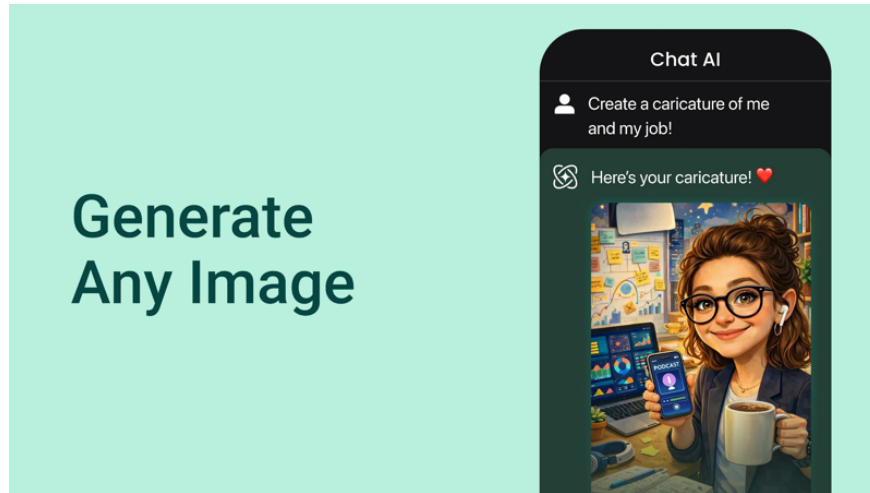 Generate
Any Image
Chat AI
Create a caricature of me
and my job!
Here's your caricature! ❤️
PODCAST